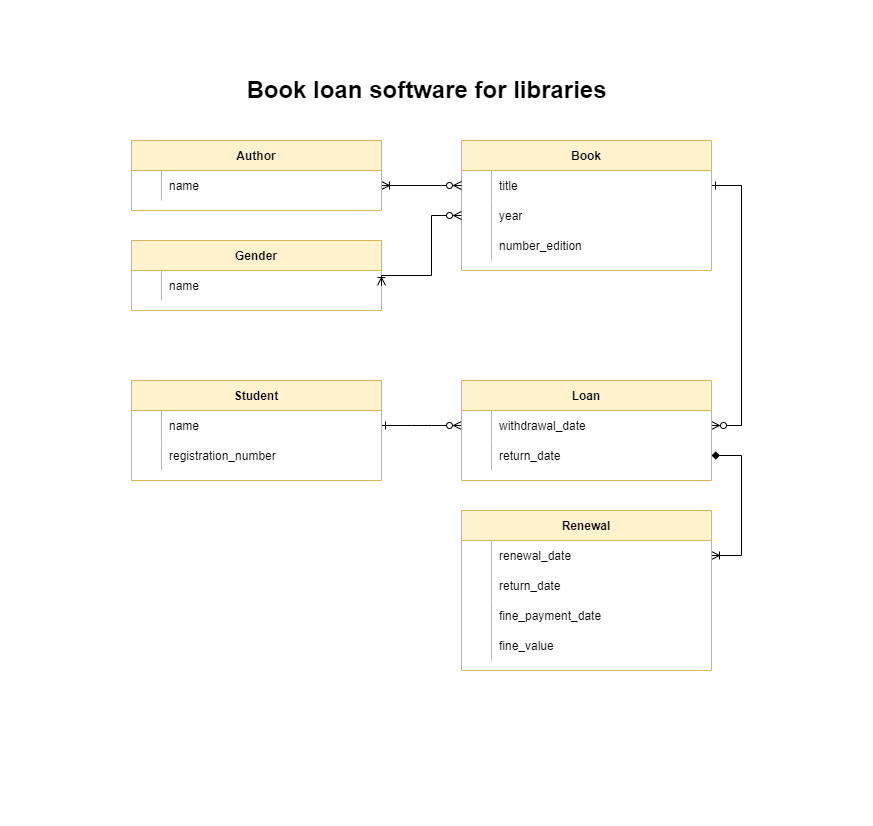 Book loan software for libraries
Author
name
Book
title
year
number_edition
Gender
name
Student
name
registration_number
Loan
withdrawal_date
return_date
Renewal
renewal_date
return_date
fine_payment_date
fine_value